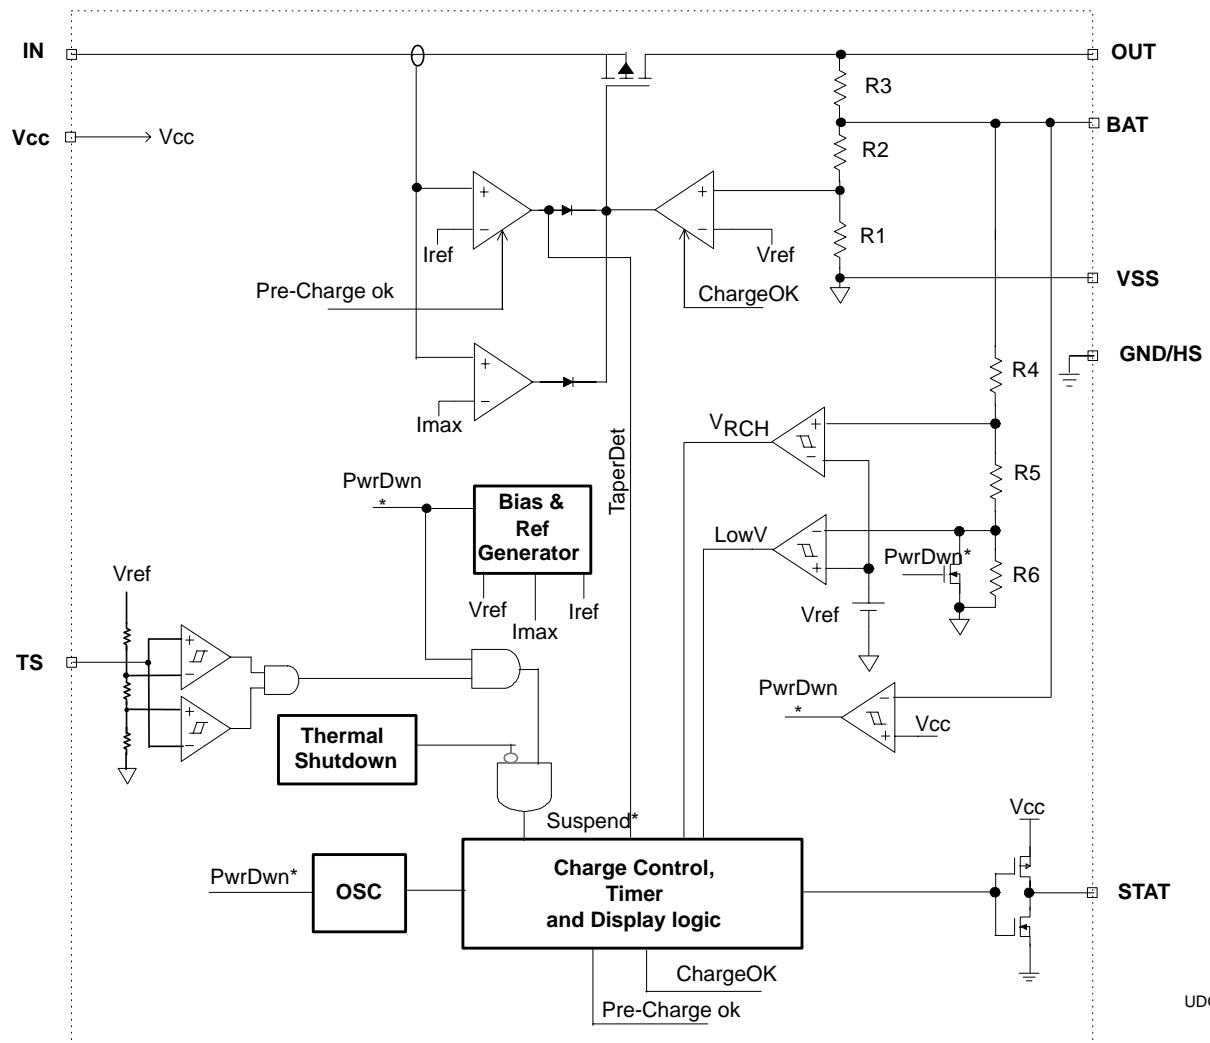 IN
OUT
R3
Vcc
Vcc
BAT
R2
+
+
−
−
R1
Iref
Vref
VSS
Pre-Charge ok
ChargeOK
GND/HS
+
R4
−
Imax
VRCH
+
−
TaperDet
R5
PwrDwn
*
Bias &
Ref
Generator
LowV
−
+
PwrDwn*
R6
Vref
Vref
Iref
Imax
Vref
TS
+
−
PwrDwn
*
−
+
Vcc
+
−
Thermal
Shutdown
Suspend*
Vcc
PwrDwn*
OSC
Charge Control,
Timer
and Display logic
STAT
ChargeOK
Pre-Charge ok